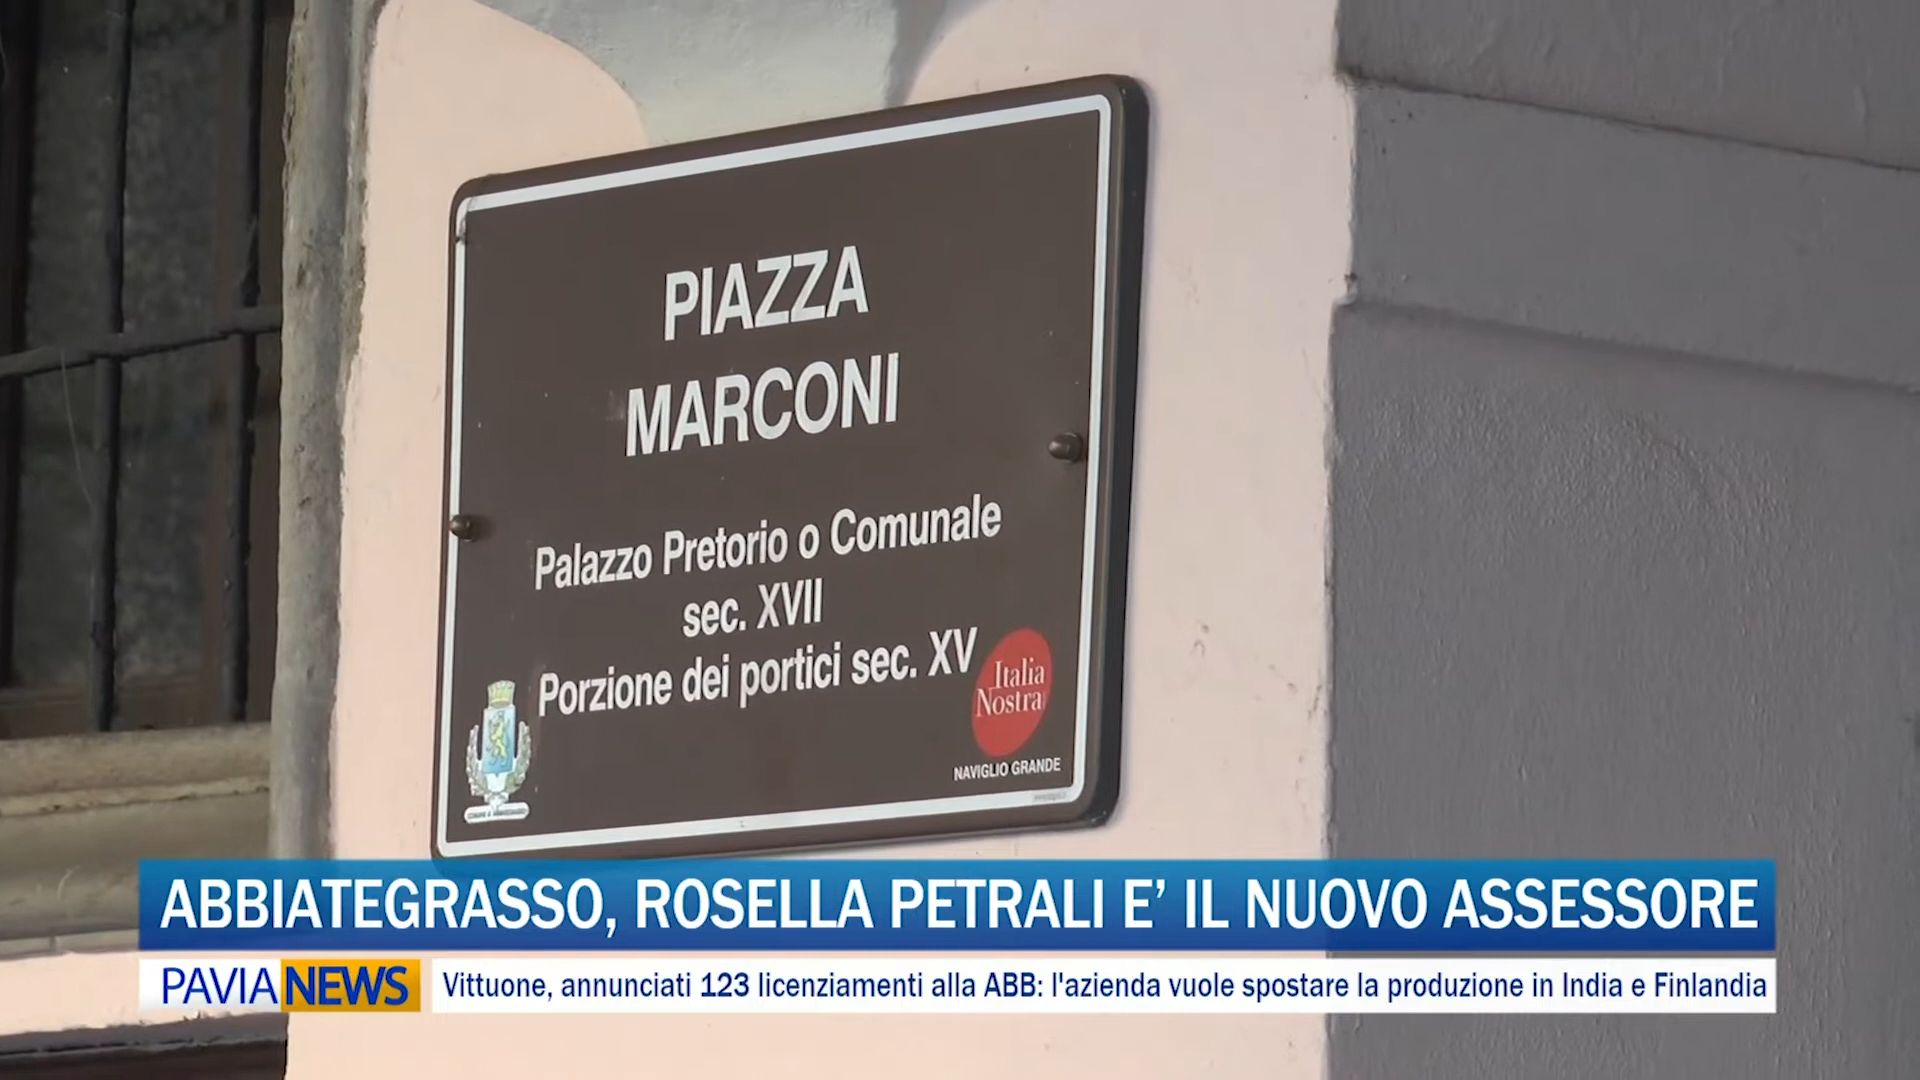 PIAZZA
MARCONI
Palazzo Pretorio o Comunale
sec. XVII
Porzione dei portici sec. XV
Italia
Nostra
NAVIGLIO GRANDE
ABBIATEGRASSO, ROSELLA PETRALI E’ IL NUOVO ASSESSORE
PAVIA NEWS
Vittuone, annunciati 123 licenziamenti alla ABB: l'azienda vuole spostare la produzione in India e Finlandia